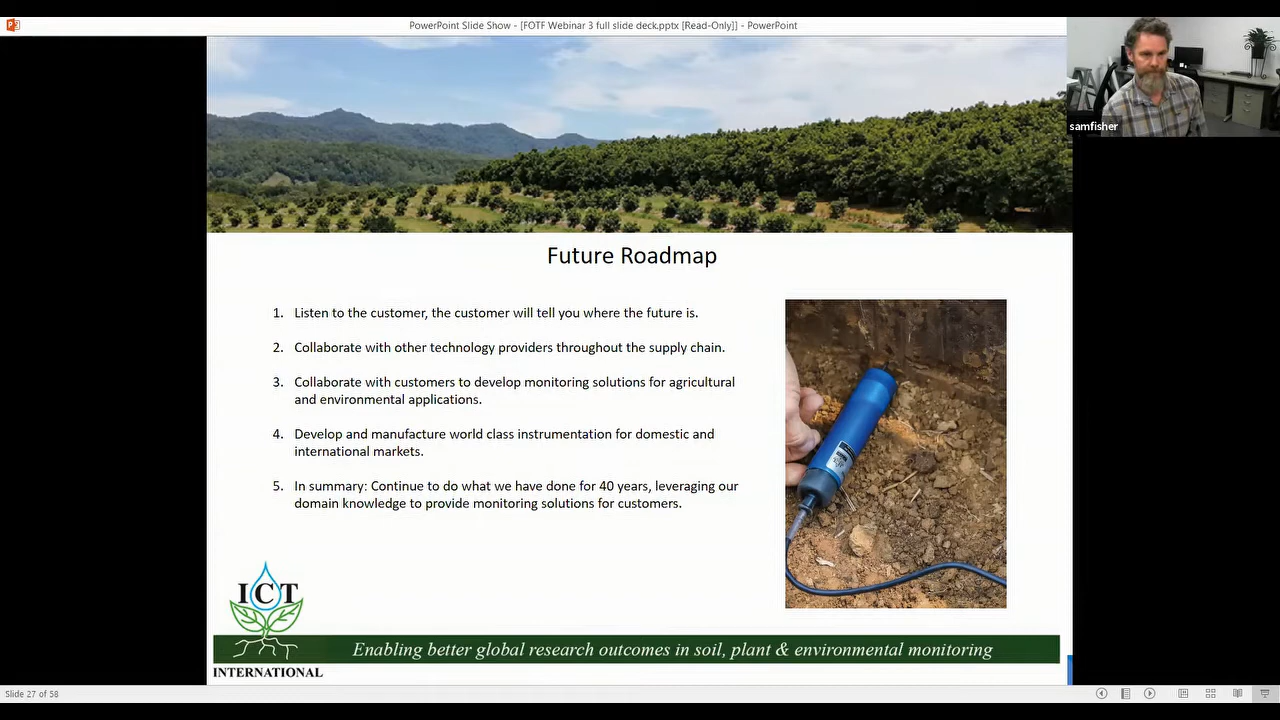 PowerPoint Slide Show - [FOTF Webinar 3 full slide deck.pptx [Read-Only]] - PowerPoint
samfisher
Future Roadmap
1. Listen to the customer, the customer will tell you where the future is.
2. Collaborate with other technology providers throughout the supply chain.
3. Collaborate with customers to develop monitoring solutions for agricultural
and environmental applications.
4. Develop and manufacture world class instrumentation for domestic and
international markets.
5. In summary: Continue to do what we have done for 40 years, leveraging our
domain knowledge to provide monitoring solutions for customers.
ICT
INTERNATIONAL
Enabling better global research outcomes in soil, plant & environmental monitoring
Slide 27 of 58